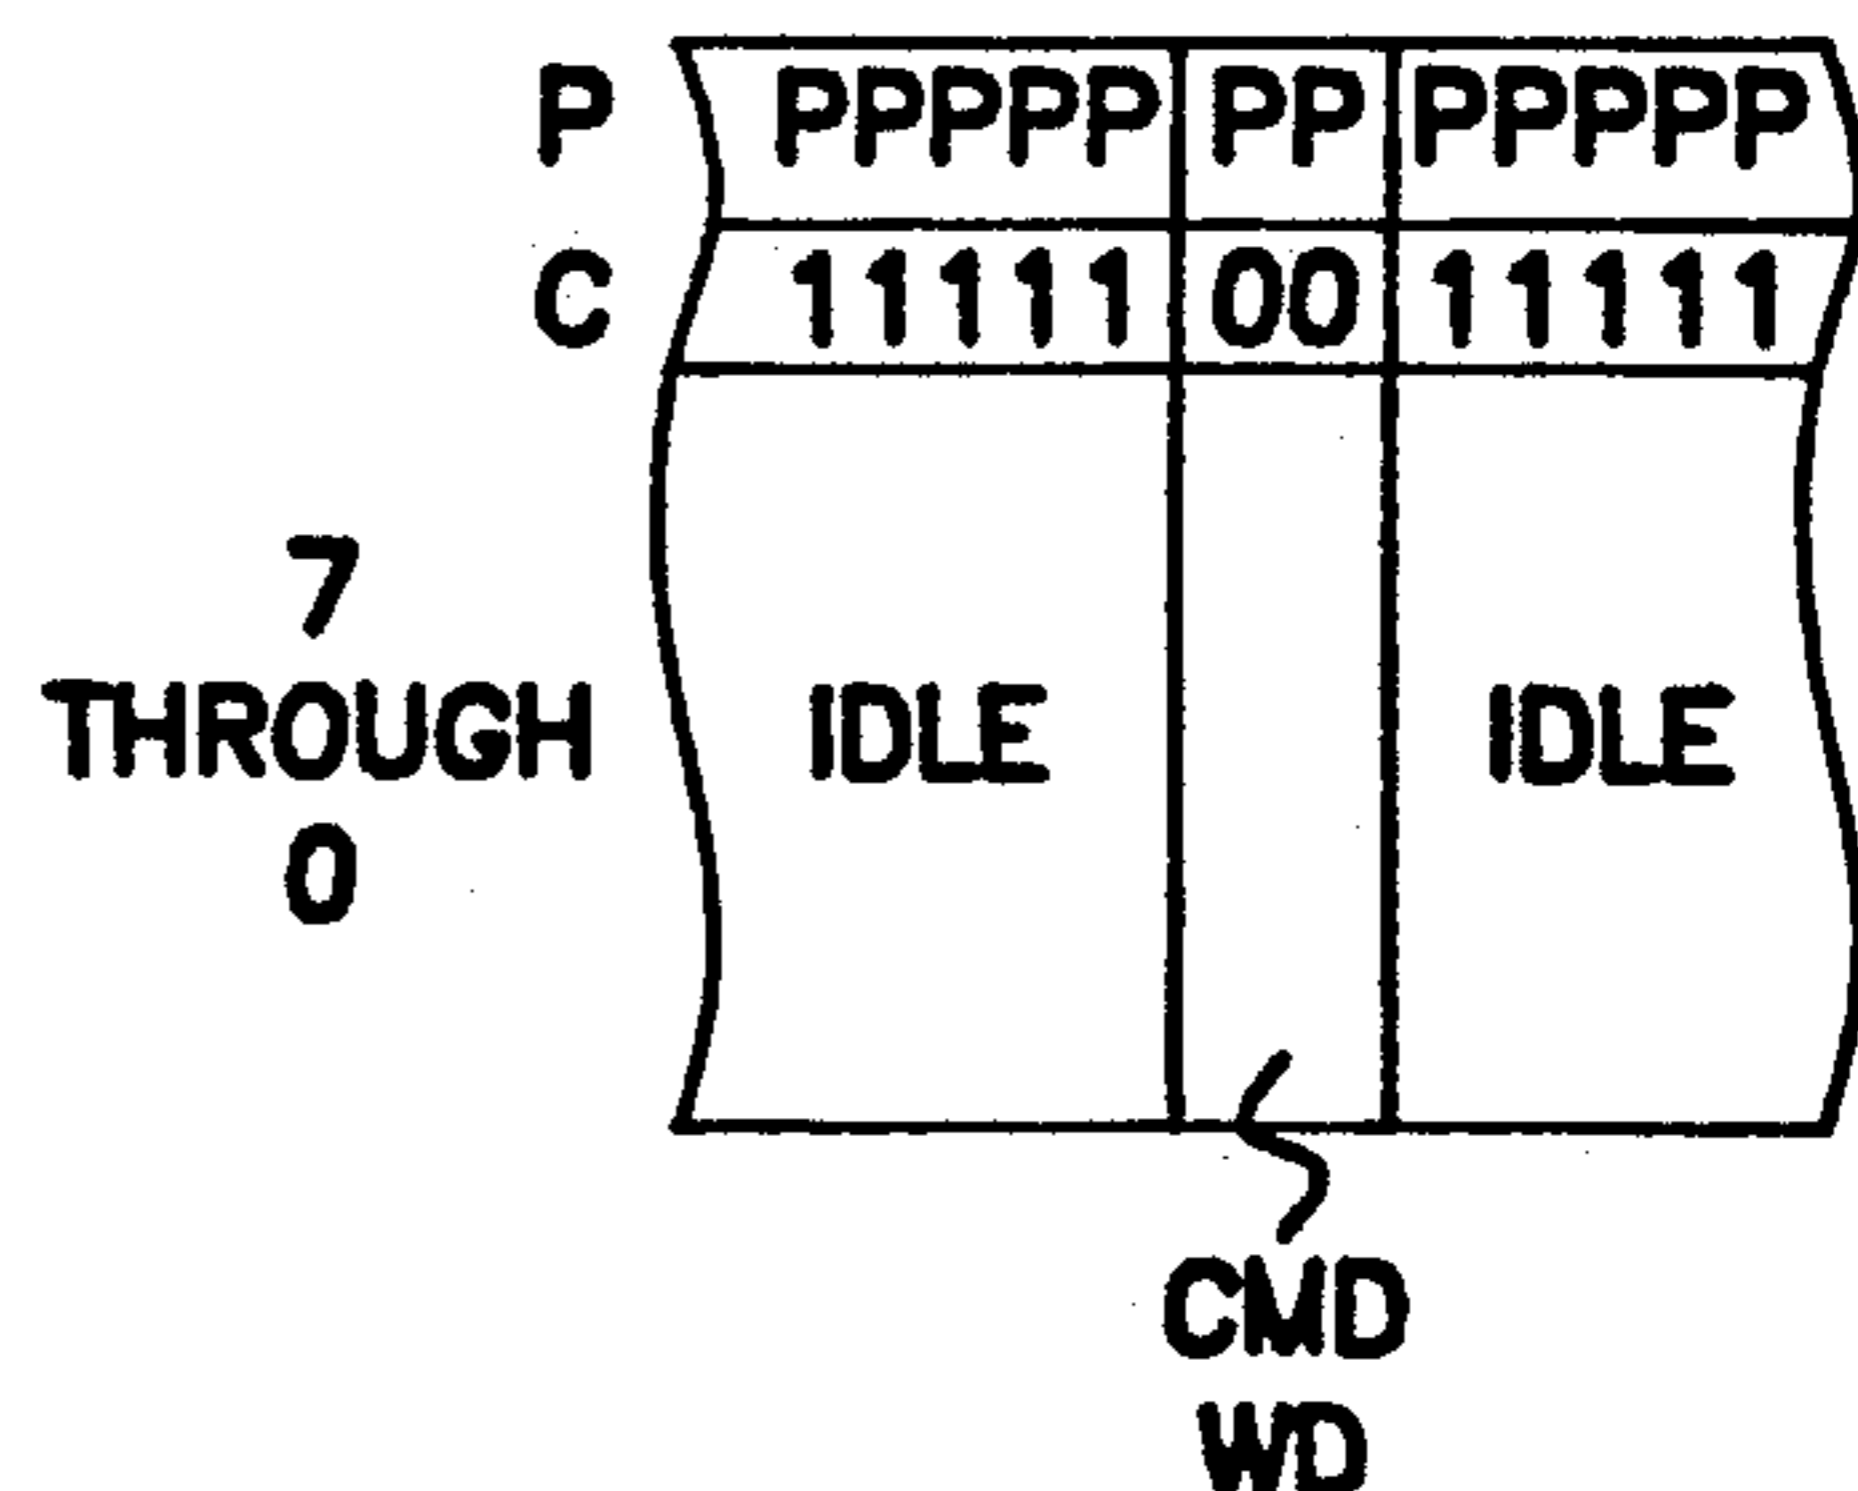 P PPPPP PP PPPPP
C 11111 00 11111
7
THROUGH IDLE IDLE
0
CMD
WD